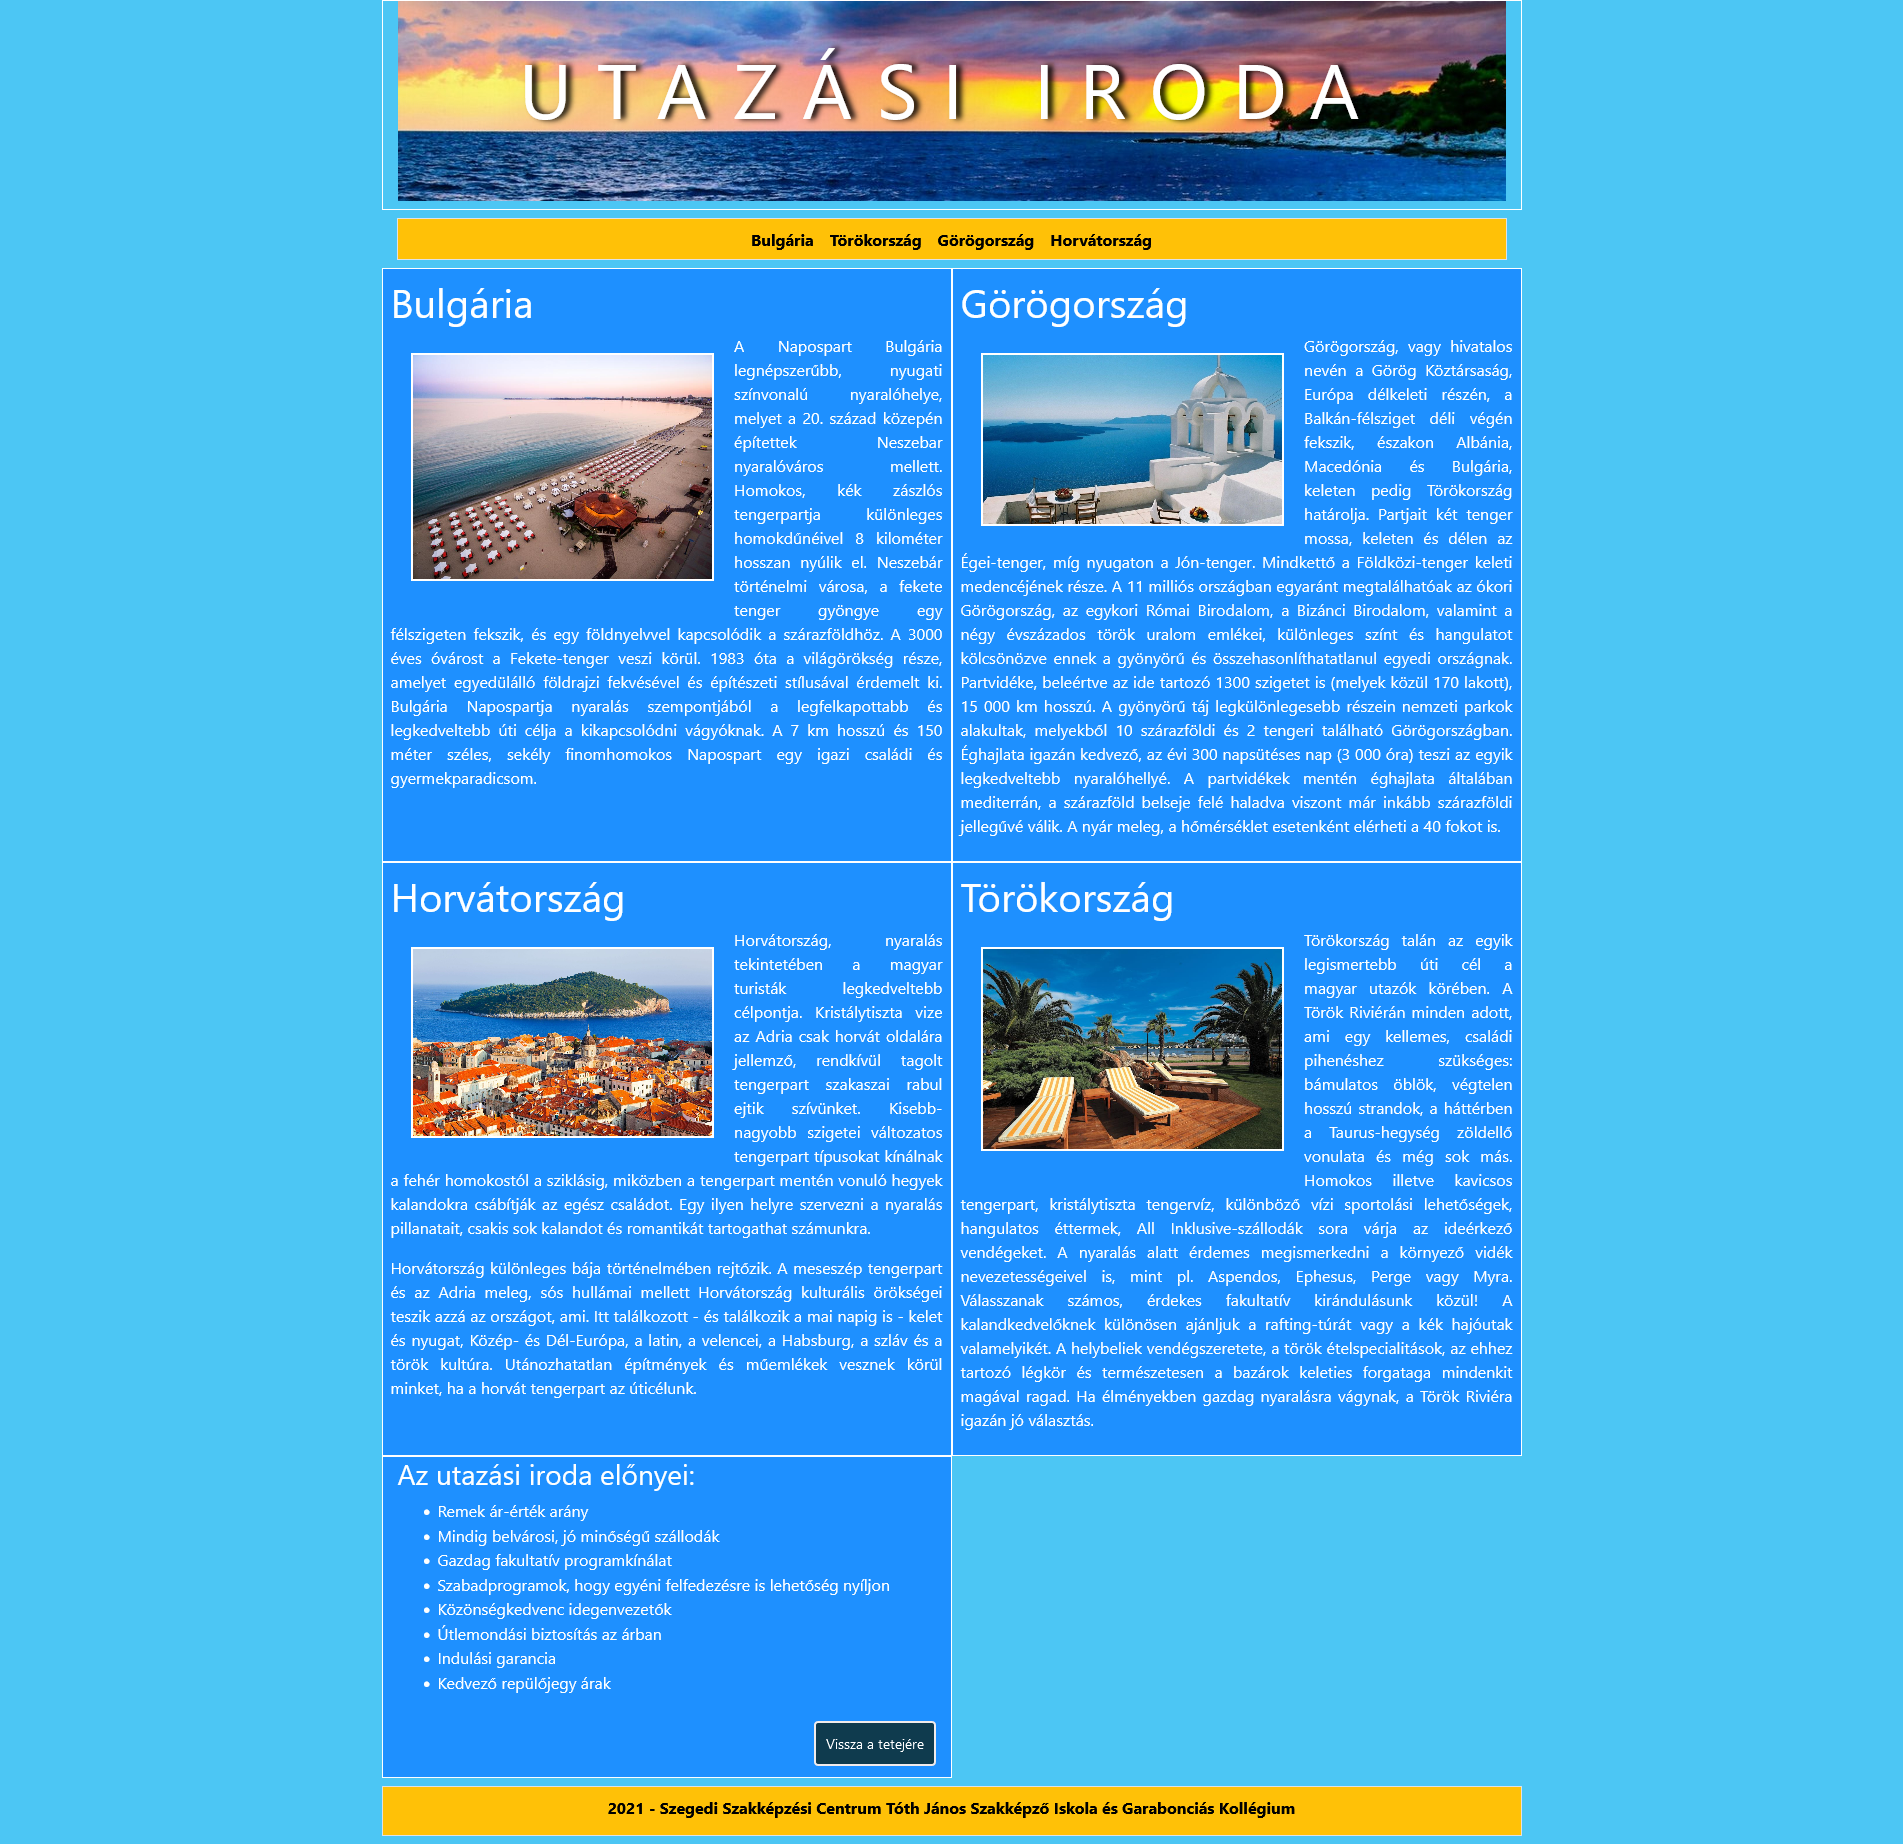 UTAZÁSI IRODA
Bulgária Törökország Görögország Horvátország
Bulgária
A Napospart Bulgária
legnépszerűbb, nyugati
színvonalú nyaralóhelye,
melyet a 20. század közepén
építettek Neszebar
nyaralóváros mellett.
Homokos, kék zászlós
tengerpartja különleges
homokdűnéivel 8 kilométer
hosszan nyúlik el. Neszebár
történelmi városa, a fekete
tenger gyöngye egy
félszigeten fekszik, és egy földnyelvvel kapcsolódik a szárazföldhöz. A 3000
éves óvárost a Fekete-tenger veszi körül. 1983 óta a világörökség része,
amelyet egyedülálló földrajzi fekvésével és építészeti stílusával érdemelt ki.
Bulgária Napospartja nyaralás szempontjából a legfelkapottabb és
legkedveltebb úti célja a kikapcsolódni vágyóknak. A 7 km hosszú és 150
méter széles, sekély finomhomokos Napospart egy igazi családi és
gyermekparadicsom.
Görögország
Görögország, vagy hivatalos
nevén a Görög Köztársaság,
Európa délkeleti részén, a
Balkán-félsziget déli végén
fekszik, északon Albánia,
Macedónia és Bulgária,
keleten pedig Törökország
határolja. Partjait két tenger
mossa, keleten és délen az
Égei-tenger, míg nyugaton a Jón-tenger. Mindkettő a Földközi-tenger keleti
medencéjének része. A 11 milliós országban egyaránt megtalálhatóak az ókori
Görögország, az egykori Római Birodalom, a Bizánci Birodalom, valamint a
négy évszázados török uralom emlékei, különleges színt és hangulatot
kölcsönözve ennek a gyönyörű és összehasonlíthatatlanul egyedi országnak.
Partvidéke, beleértve az ide tartozó 1300 szigetet is (melyek közül 170 lakott),
15 000 km hosszú. A gyönyörű táj legkülönlegesebb részein nemzeti parkok
alakultak, melyekből 10 szárazföldi és 2 tengeri található Görögországban.
Éghajlata igazán kedvező, az évi 300 napsütéses nap (3 000 óra) teszi az egyik
legkedveltebb nyaralóhellyé. A partvidékek mentén éghajlata általában
mediterrán, a szárazföld belseje felé haladva viszont már inkább szárazföldi
jellegűvé válik. A nyár meleg, a hőmérséklet esetenként elérheti a 40 fokot is.
Horvátország
Horvátország, nyaralás
tekintetében a magyar
turisták legkedveltebb
célpontja. Kristálytiszta vize
az Adria csak horvát oldalára
jellemző, rendkívül tagolt
tengerpart szakaszai rabul
ejtik szívünket. Kisebb-
nagyobb szigetei változatos
tengerpart típusokat kínálnak
a fehér homokostól a sziklásig, miközben a tengerpart mentén vonuló hegyek
kalandokra csábítják az egész családot. Egy ilyen helyre szervezni a nyaralás
pillanatait, csakis sok kalandot és romantikát tartogathat számunkra.
Horvátország különleges bája történelmében rejtőzik. A meseszép tengerpart
és az Adria meleg, sós hullámai mellett Horvátország kulturális örökségei
teszik azzá az országot, ami. Itt találkozott - és találkozik a mai napig is - kelet
és nyugat, Közép- és Dél-Európa, a latin, a velencei, a Habsburg, a szláv és a
török kultúra. Utánozhatatlan építmények és műemlékek vesznek körül
minket, ha a horvát tengerpart az úticélunk.
Törökország
Törökország talán az egyik
legismertebb úti cél a
magyar utazók körében. A
Török Riviérán minden adott,
ami egy kellemes, családi
pihenéshez szükséges:
bámulatos öblök, végtelen
hosszú strandok, a háttérben
a Taurus-hegység zöldellő
vonulata és még sok más.
Homokos illetve kavicsos
tengerpart, kristálytiszta tengervíz, különböző vízi sportolási lehetőségek,
hangulatos éttermek, All Inklusive-szállodák sora várja az ideérkező
vendégeket. A nyaralás alatt érdemes megismerkedni a környező vidék
nevezetességeivel is, mint pl. Aspendos, Ephesus, Perge vagy Myra.
Válasszanak számos, érdekes fakultatív kirándulásunk közül! A
kalandkedvelőknek különösen ajánljuk a rafting-túrát vagy a kék hajóutak
valamelyikét. A helybeliek vendégszeretete, a török ételspecialitások, az ehhez
tartozó légkör és természetesen a bazárok keleties forgataga mindenkit
magával ragad. Ha élményekben gazdag nyaralásra vágynak, a Török Riviéra
igazán jó választás.
Az utazási iroda előnyei:
• Remek ár-érték arány
• Mindig belvárosi, jó minőségű szállodák
• Gazdag fakultatív programkínálat
• Szabadprogramok, hogy egyéni felfedezésre is lehetőség nyíljon
• Közönségkedvenc idegenvezetők
• Útlemondási biztosítás az árban
• Indulási garancia
• Kedvező repülőjegy árak
Vissza a tetejére
2021 - Szegedi Szakképzési Centrum Tóth János Szakképző Iskola és Garabonciás Kollégium